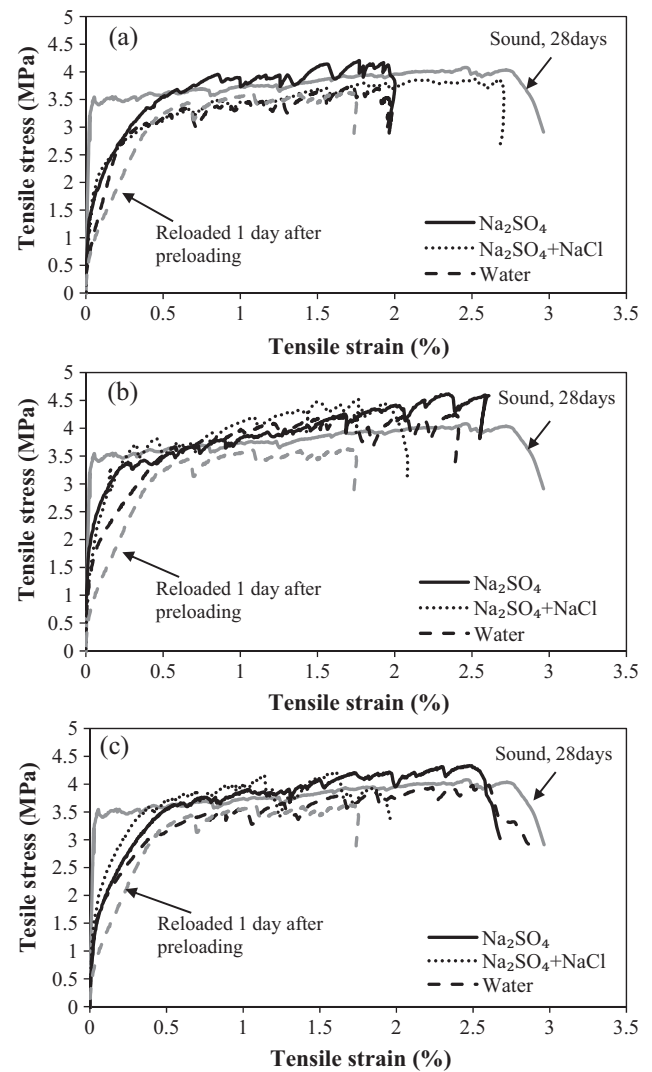 (a)
Tensile stress (MPa)
5
4.5
4
3.5
3
2.5
2
1.5
1
0.5
0
Sound, 28days
Reloaded 1 day after
preloading
Na₂SO₄
Na₂SO₄+NaCl
Water
0 0.5 1 1.5 2 2.5 3 3.5
Tensile strain (%)
(b)
Tensile stress (MPa)
5
4.5
4
3.5
3
2.5
2
1.5
1
0.5
0
Sound, 28days
Reloaded 1 day after
preloading
Na₂SO₄
Na₂SO₄+NaCl
Water
0 0.5 1 1.5 2 2.5 3 3.5
Tensile strain (%)
(c)
Tesile stress (MPa)
5
4.5
4
3.5
3
2.5
2
1.5
1
0.5
0
Sound, 28days
Reloaded 1 day after
preloading
Na₂SO₄
Na₂SO₄+NaCl
Water
0 0.5 1 1.5 2 2.5 3 3.5
Tensile strain (%)